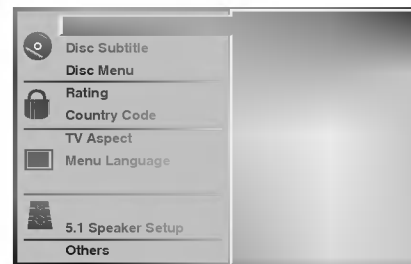 Disc Subtitle
Disc Menu
Rating
Country Code
TV Aspect
Menu Language
5.1 Speaker Setup
Others